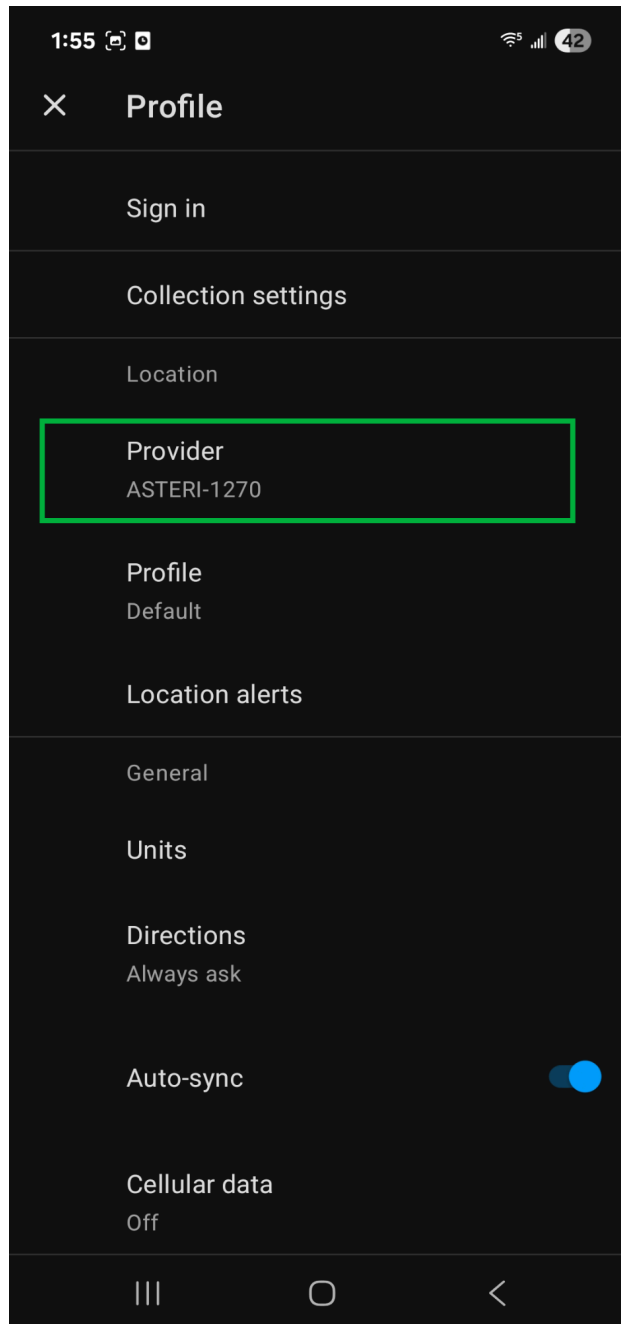 1:55
5
42
Profile
Sign in
Collection settings
Location
Provider
ASTERI-1270
Profile
Default
Location alerts
General
Units
Directions
Always ask
Auto-sync
Cellular data
Off